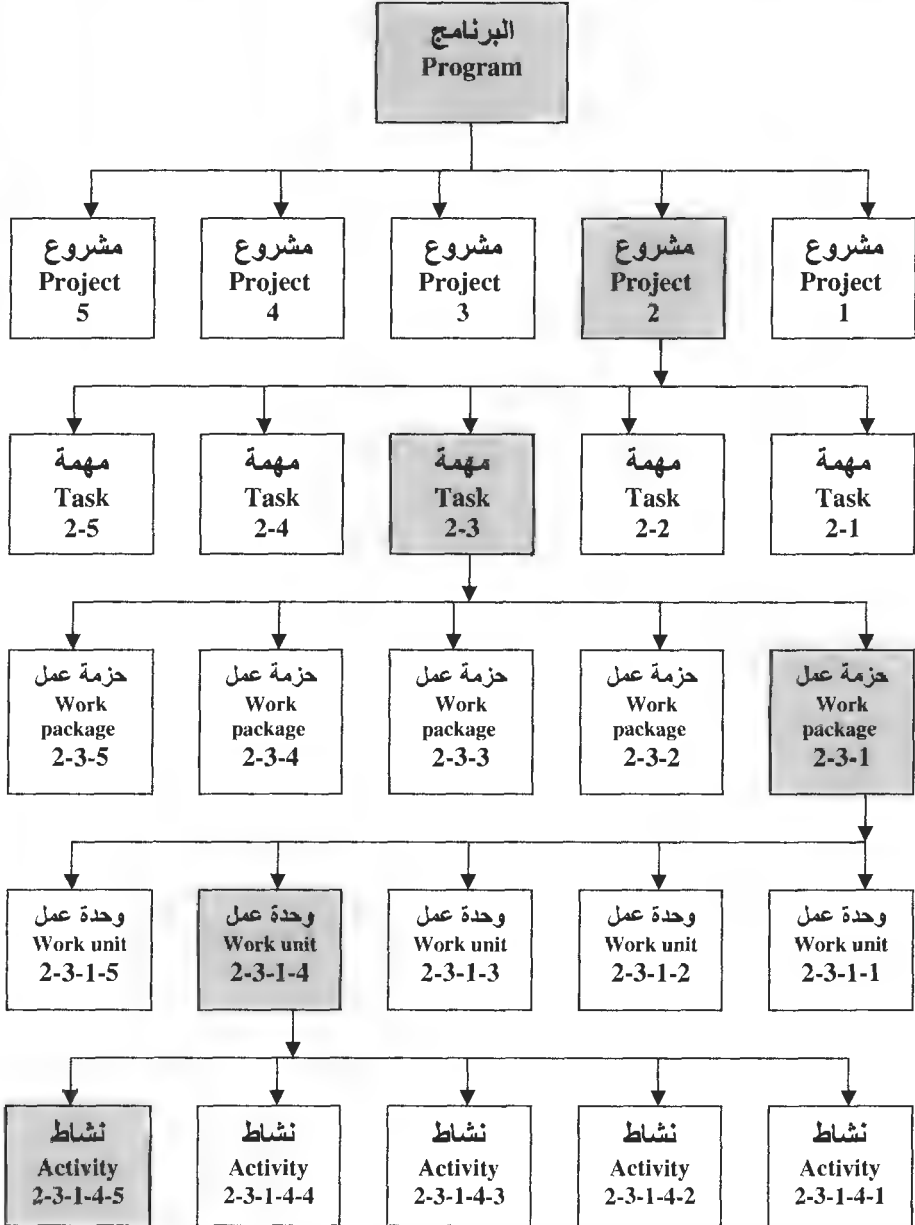 البرنامج
Program
مشروع
Project
1
مشروع
Project
2
مشروع
Project
3
مشروع
Project
4
مشروع
Project
5
مهمة
Task
2-1
مهمة
Task
2-2
مهمة
Task
2-3
مهمة
Task
2-4
مهمة
Task
2-5
حزمة عمل
Work
package
2-3-1
حزمة عمل
Work
package
2-3-2
حزمة عمل
Work
package
2-3-3
حزمة عمل
Work
package
2-3-4
حزمة عمل
Work
package
2-3-5
وحدة عمل
Work unit
2-3-1-1
وحدة عمل
Work unit
2-3-1-2
وحدة عمل
Work unit
2-3-1-3
وحدة عمل
Work unit
2-3-1-4
وحدة عمل
Work unit
2-3-1-5
نشاط
Activity
2-3-1-4-1
نشاط
Activity
2-3-1-4-2
نشاط
Activity
2-3-1-4-3
نشاط
Activity
2-3-1-4-4
نشاط
Activity
2-3-1-4-5